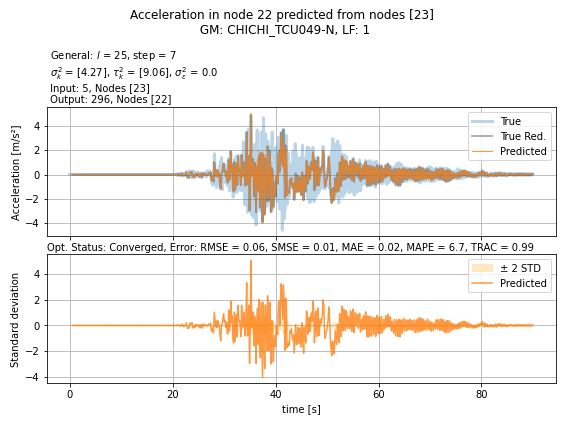 Acceleration in node 22 predicted from nodes [23]
GM: CHICHI_TCU049-N, LF: 1
General: l = 25, step = 7
σ²ₖ = [4.27], τ²ₖ = [9.06], σ²ε = 0.0
Input: 5, Nodes [23]
Output: 296, Nodes [22]
Acceleration [m/s²]
4
2
0
−2
−4
True
True Red.
Predicted
Opt. Status: Converged, Error: RMSE = 0.06, SMSE = 0.01, MAE = 0.02, MAPE = 6.7, TRAC = 0.99
Standard deviation
4
2
0
−2
−4
± 2 STD
Predicted
0 20 40 60 80
time [s]